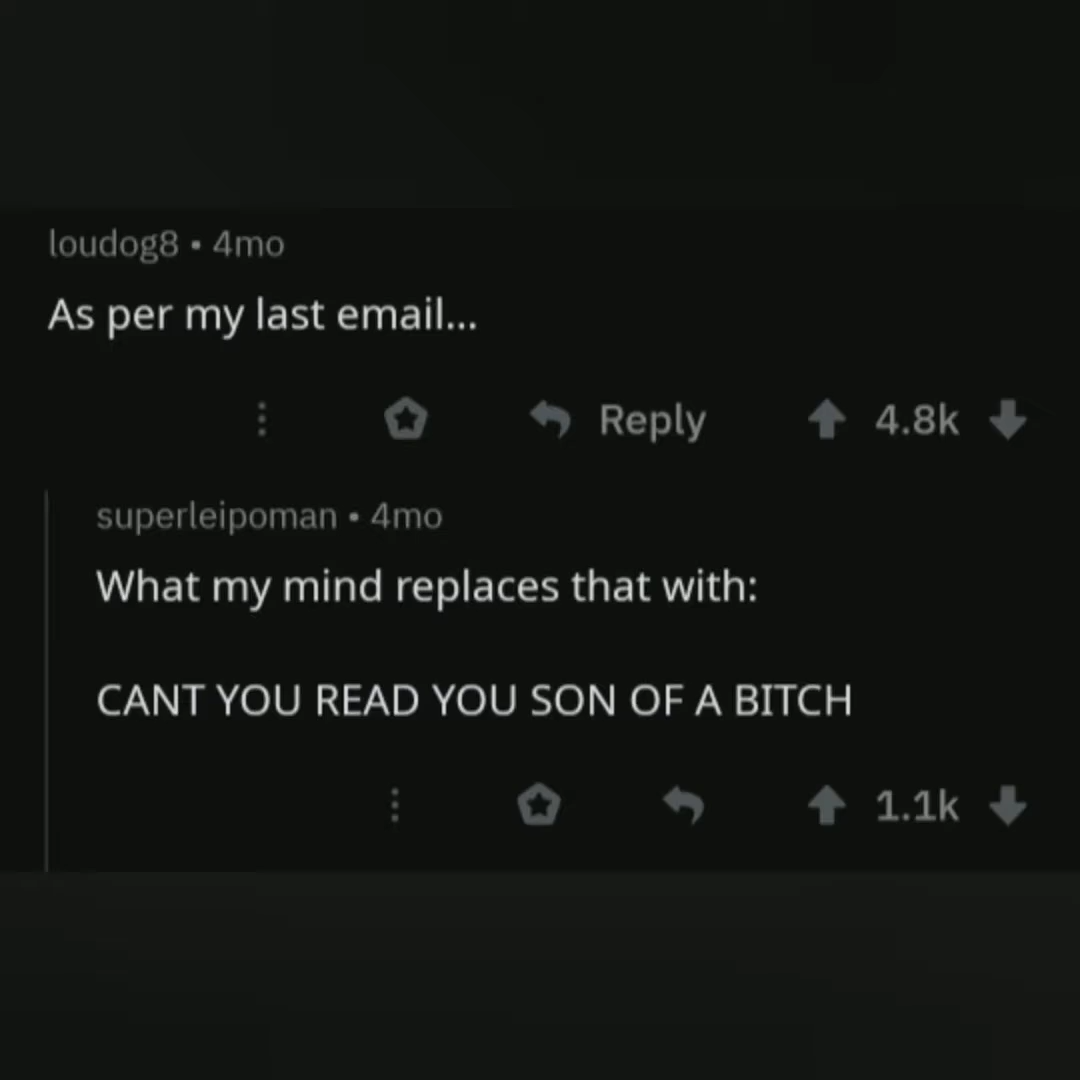 loudog8 • 4mo
As per my last email...
Reply 4.8k
superleipoman • 4mo
What my mind replaces that with:
CANT YOU READ YOU SON OF A BITCH
1.1k